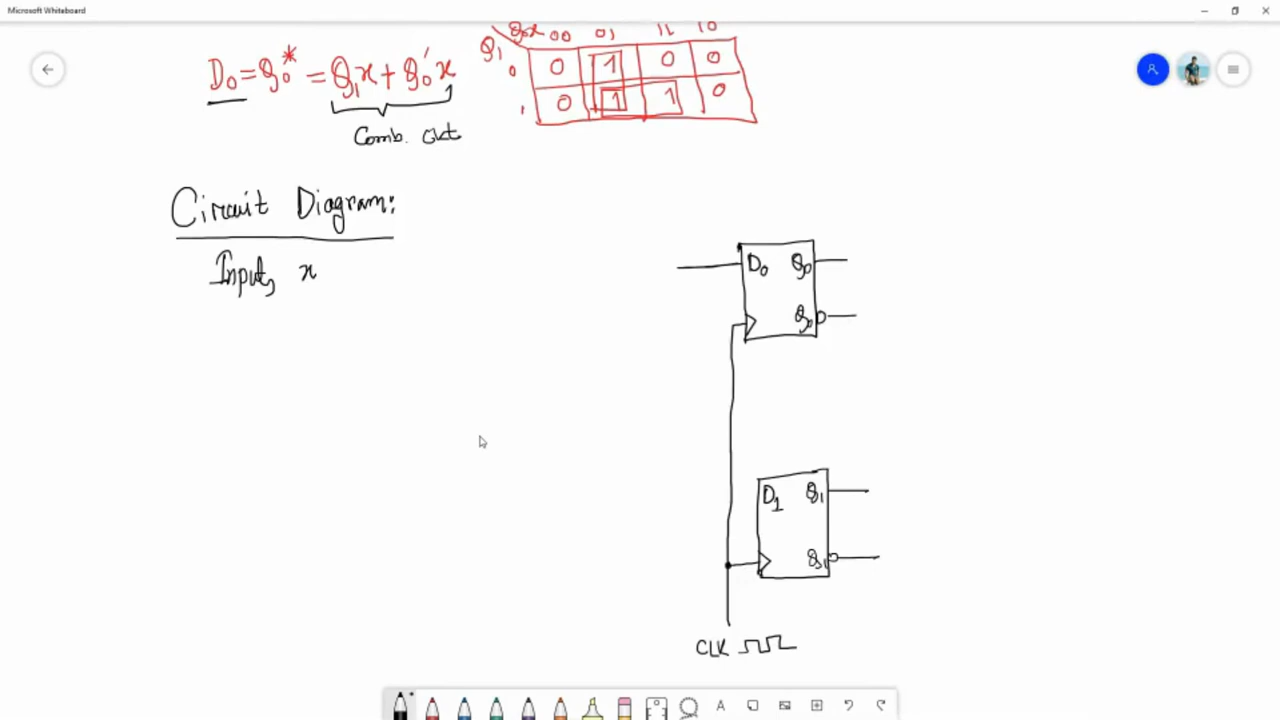 Microsoft Whiteboard
D₀ = Q₀* = Q₁x + Q₀'x
Comb. ckt
Q₁ Q₀x 00 01 11 10
0 0 1 0 0
1 0 1 1 0
Circuit Diagram:
Input, x
D₀ Q₀
Q₀
D₁ Q₁
Q₁
CLK
A